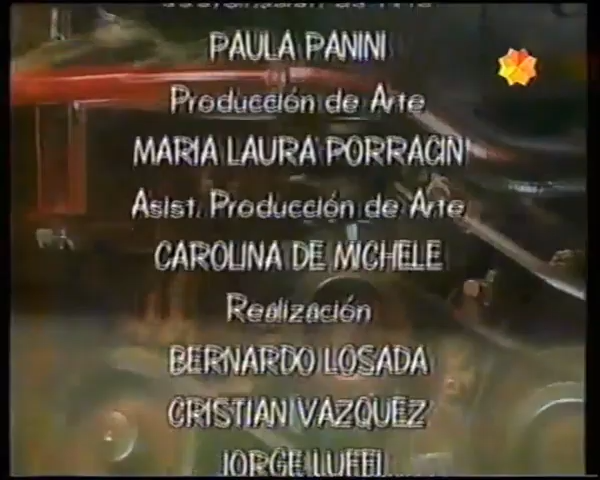 PAULA PANINI
Producción de Arte
MARIA LAURA PORRACIN
Asist. Producción de Arte
CAROLINA DE MICHELE
Realización
BERNARDO LOSADA
CRISTIAN VAZQUEZ
JORGE